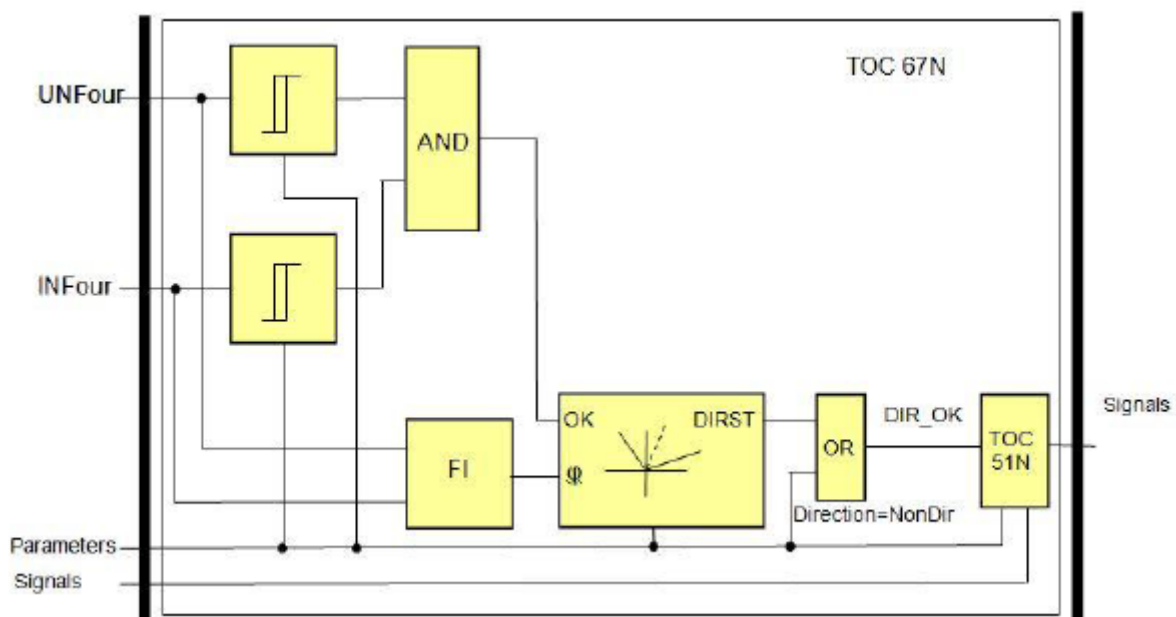 TOC 67N
UNFour
AND
INFour
OK
DIRST
FI
φ
OR
DIR_OK
TOC
51N
Signals
Direction=NonDir
Parameters
Signals